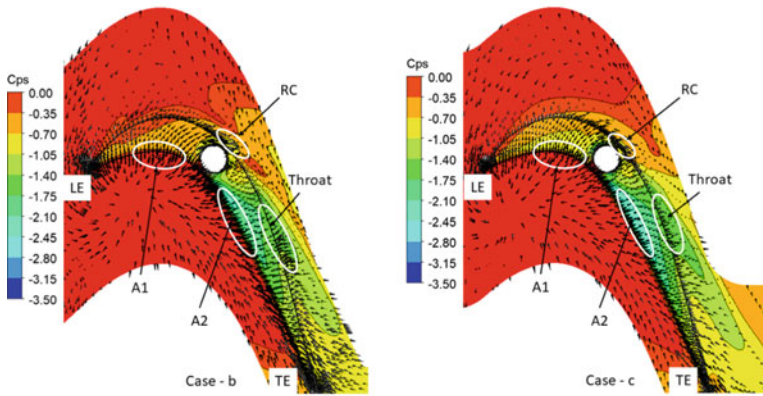 Cps
0.00
-0.35
-0.70
-1.05
-1.40
-1.75
-2.10
-2.45
-2.80
-3.15
-3.50
RC
LE
Throat
A1
A2
Case - b
TE
Cps
0.00
-0.35
-0.70
-1.05
-1.40
-1.75
-2.10
-2.45
-2.80
-3.15
-3.50
RC
LE
Throat
A1
A2
Case - c
TE